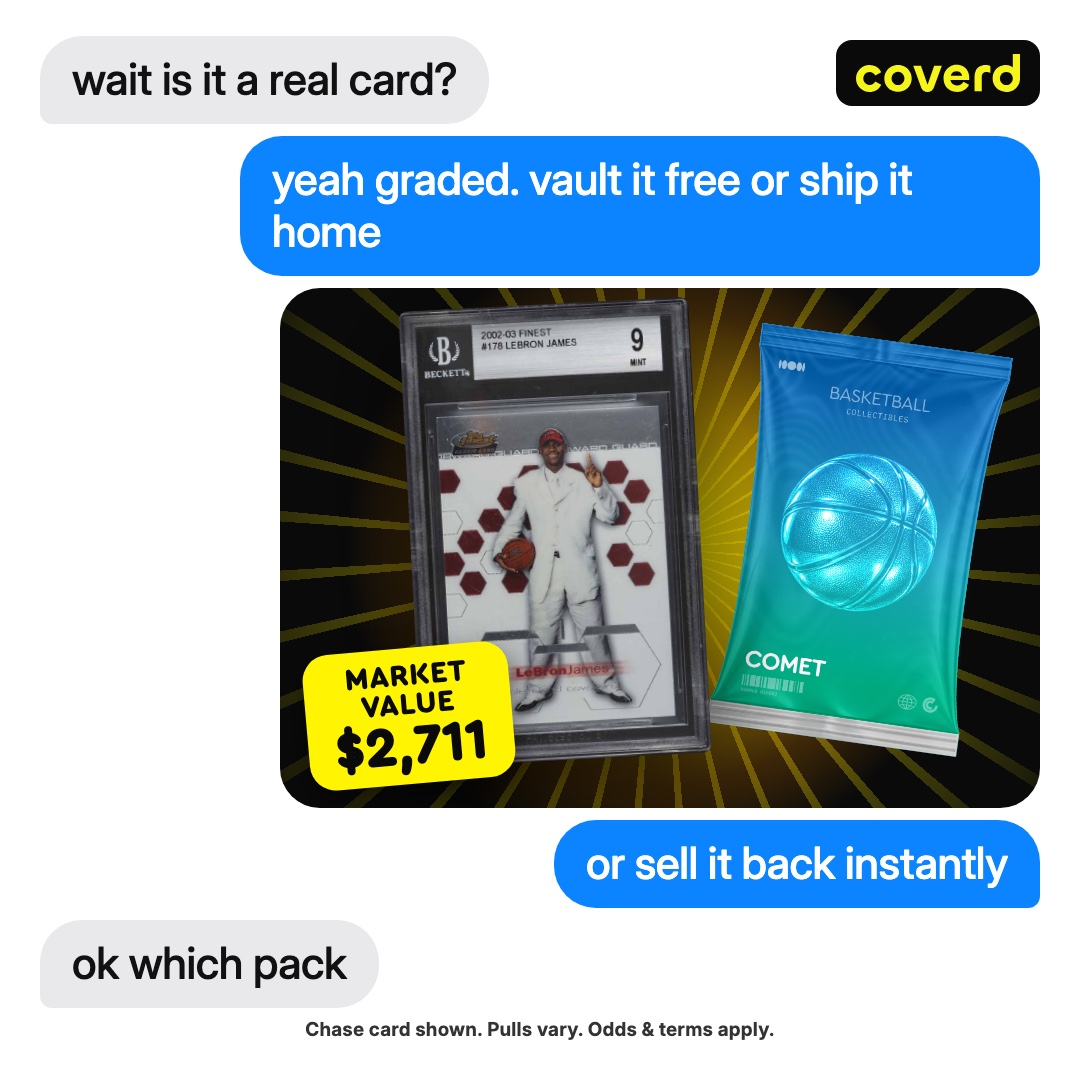 wait is it a real card?
coverd
yeah graded. vault it free or ship it
home
BECKETT
2002-03 FINEST
#178 LEBRON JAMES
9
MINT
BASKETBALL
COLLECTIBLES
LeBronJames
COMET
MARKET
VALUE
$2,711
or sell it back instantly
ok which pack
Chase card shown. Pulls vary. Odds & terms apply.